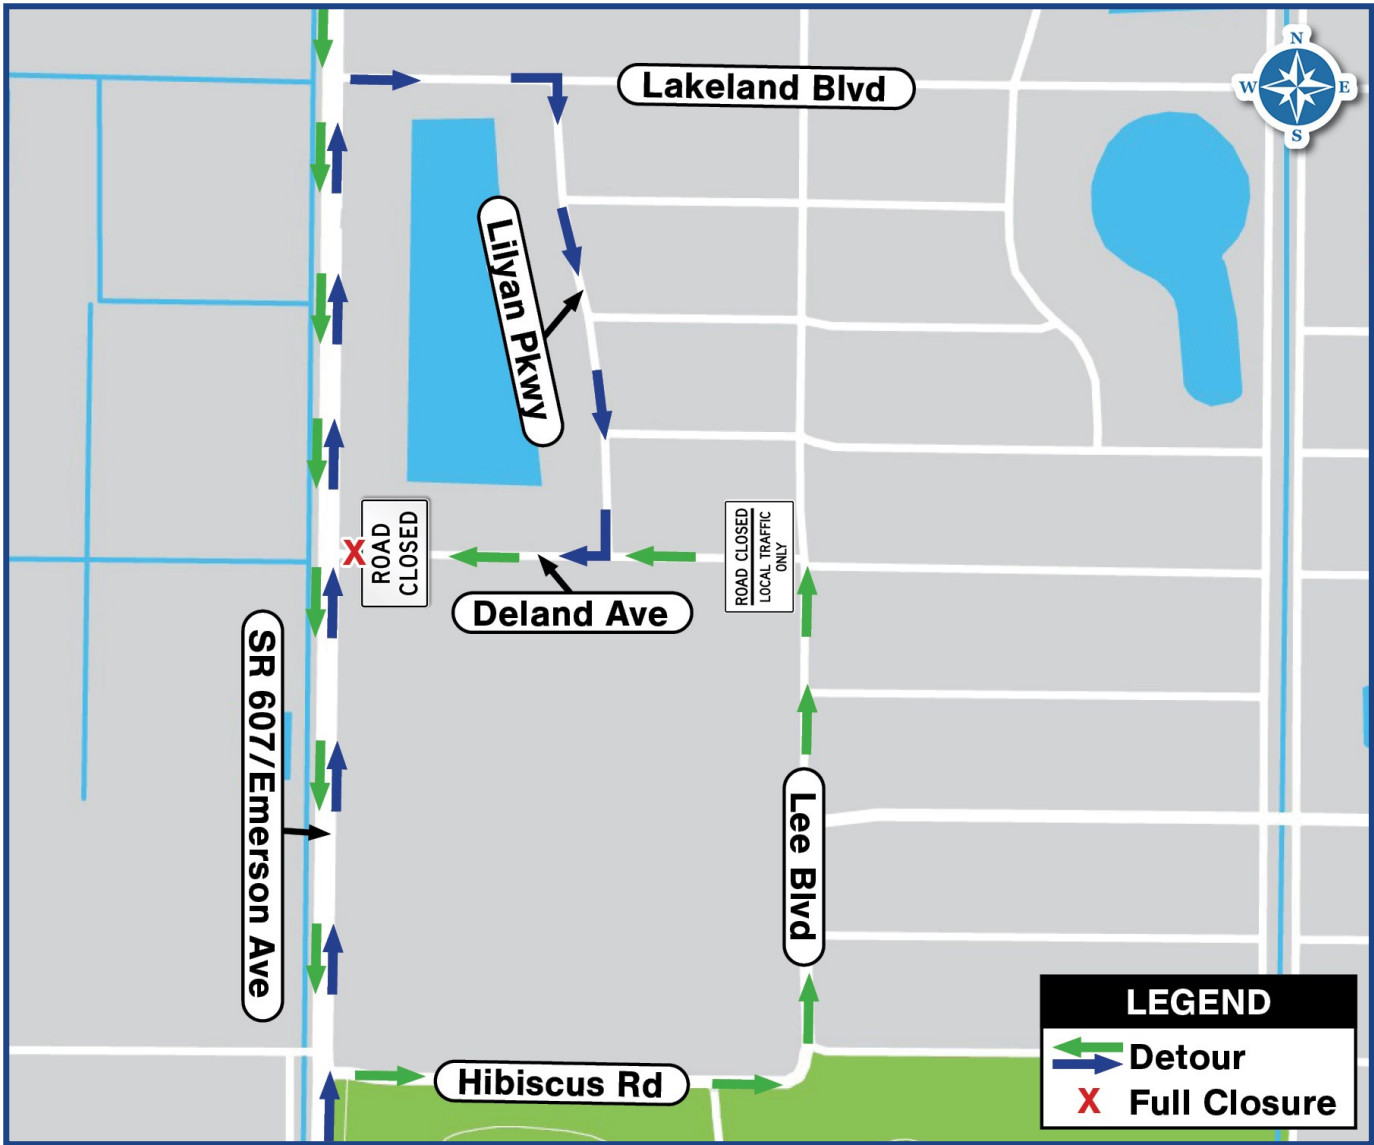 N
W
E
S
Lakeland Blvd
Lilyan Pkwy
X
ROAD
CLOSED
ROAD CLOSED
LOCAL TRAFFIC
ONLY
Deland Ave
SR 607/Emerson Ave
Lee Blvd
Hibiscus Rd
LEGEND
Detour
X Full Closure